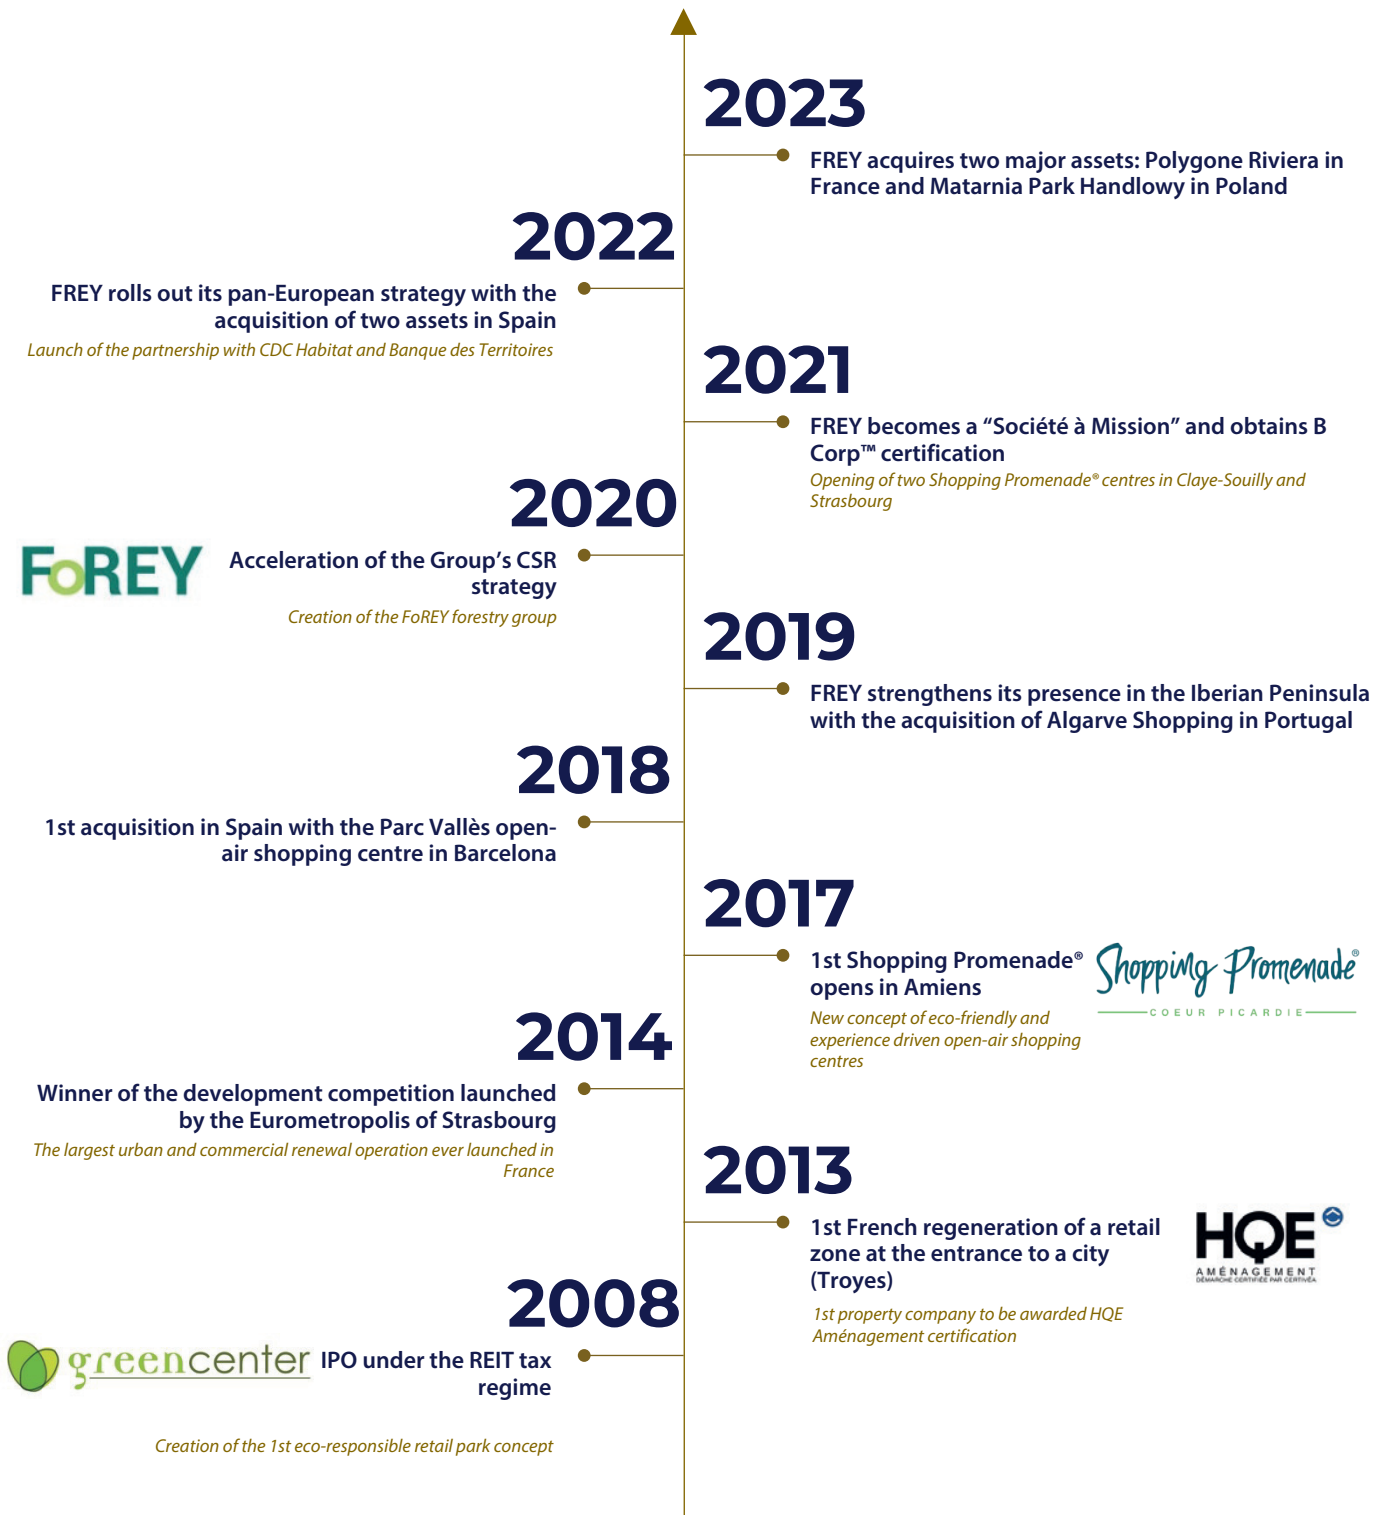 2023
FREY acquires two major assets: Polygone Riviera in
France and Matarnia Park Handlowy in Poland
2022
FREY rolls out its pan-European strategy with the
acquisition of two assets in Spain
Launch of the partnership with CDC Habitat and Banque des Territoires
2021
FREY becomes a “Société à Mission” and obtains B
Corp™ certification
Opening of two Shopping Promenade® centres in Claye-Souilly and
Strasbourg
2020
FoREY
Acceleration of the Group’s CSR
strategy
Creation of the FoREY forestry group
2019
FREY strengthens its presence in the Iberian Peninsula
with the acquisition of Algarve Shopping in Portugal
2018
1st acquisition in Spain with the Parc Vallès open-
air shopping centre in Barcelona
2017
1st Shopping Promenade®
opens in Amiens
New concept of eco-friendly and
experience driven open-air shopping
centres
Shopping Promenade®
COEUR PICARDIE
2014
Winner of the development competition launched
by the Eurometropolis of Strasbourg
The largest urban and commercial renewal operation ever launched in
France
2013
1st French regeneration of a retail
zone at the entrance to a city
(Troyes)
1st property company to be awarded HQE
Aménagement certification
HQE
AMÉNAGEMENT
DÉMARCHE CERTIFIÉE PAR CERTIVÉA
2008
greencenter
IPO under the REIT tax
regime
Creation of the 1st eco-responsible retail park concept